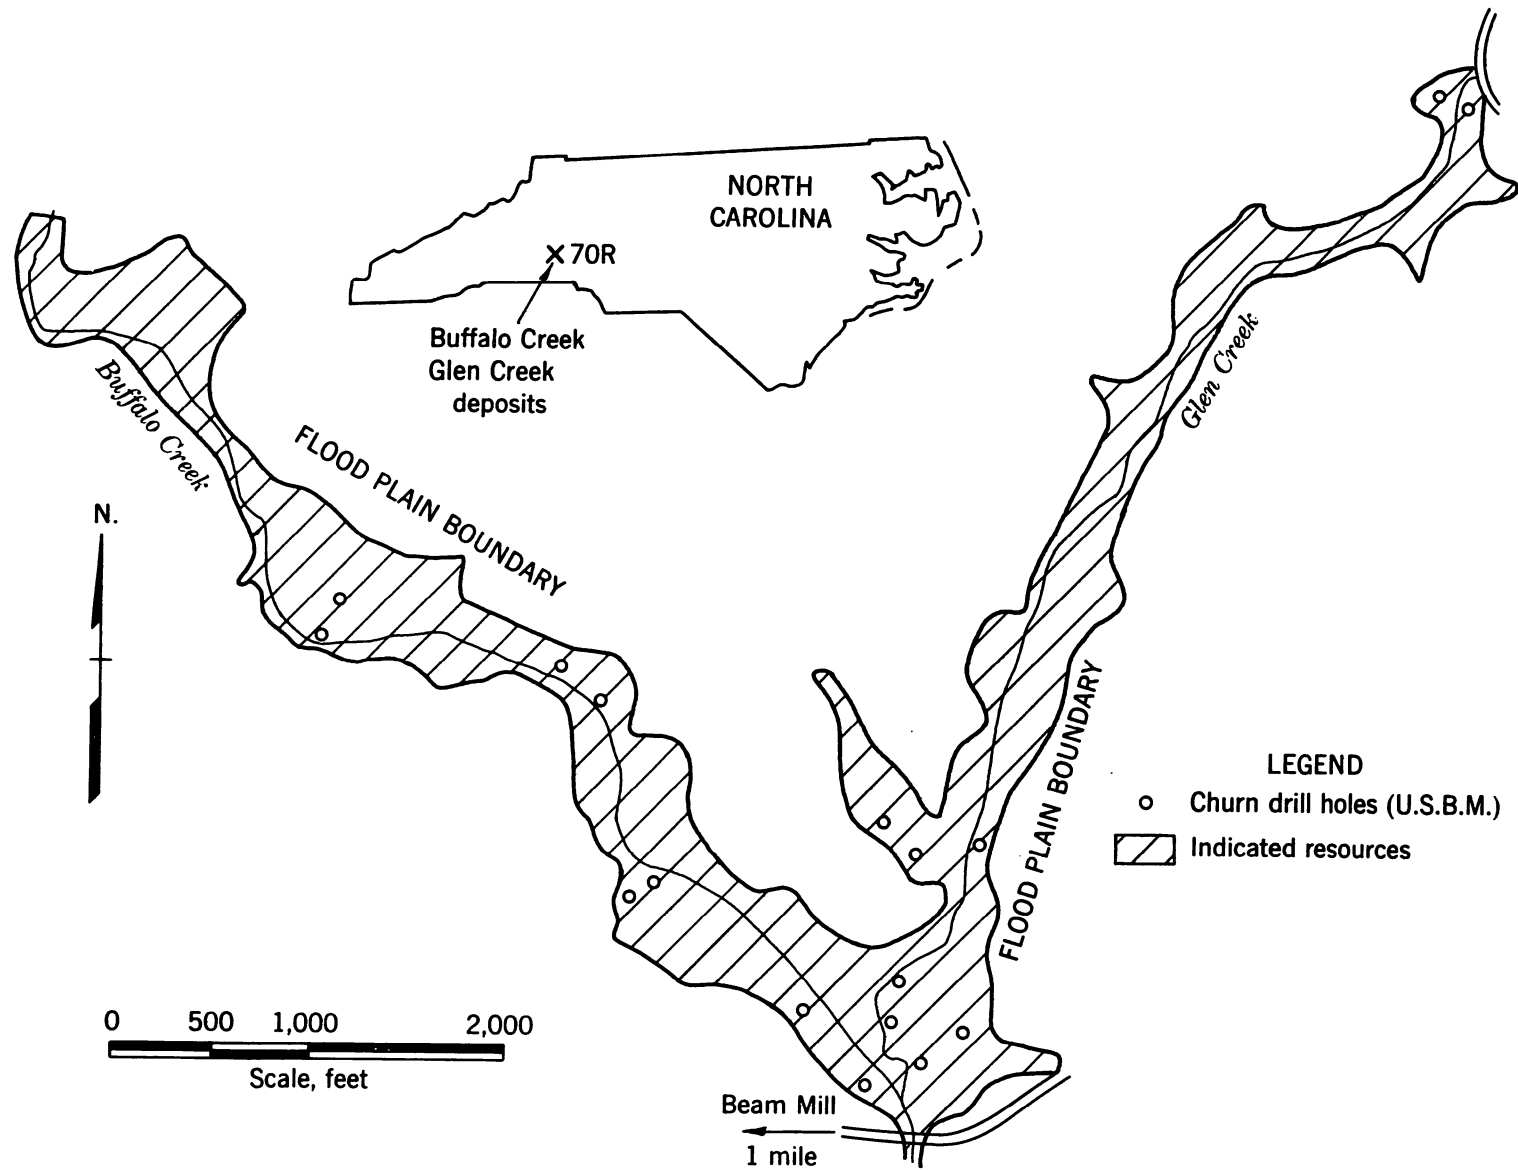 NORTH
CAROLINA
70R
Buffalo Creek
Glen Creek
deposits
Buffalo Creek
FLOOD PLAIN BOUNDARY
Glen Creek
N.
FLOOD PLAIN BOUNDARY
LEGEND
Churn drill holes (U.S.B.M.)
Indicated resources
0 500 1,000 2,000
Scale, feet
Beam Mill
1 mile